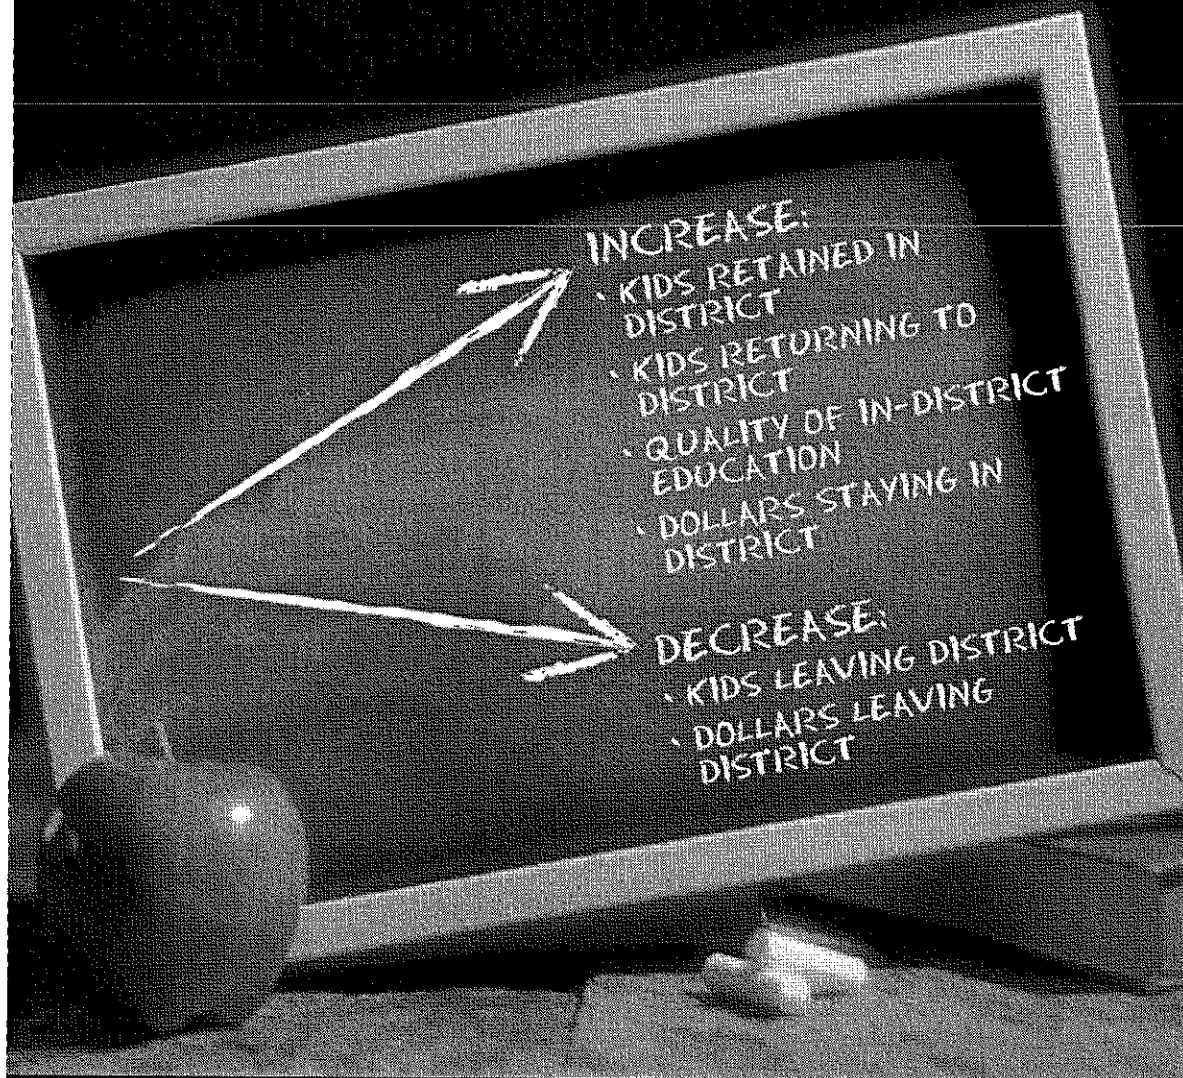 INCREASE:
• KIDS RETAINED IN
DISTRICT
• KIDS RETURNING TO
DISTRICT
• QUALITY OF IN-DISTRICT
EDUCATION
• DOLLARS STAYING IN
DISTRICT
DECREASE:
• KIDS LEAVING DISTRICT
• DOLLARS LEAVING
DISTRICT